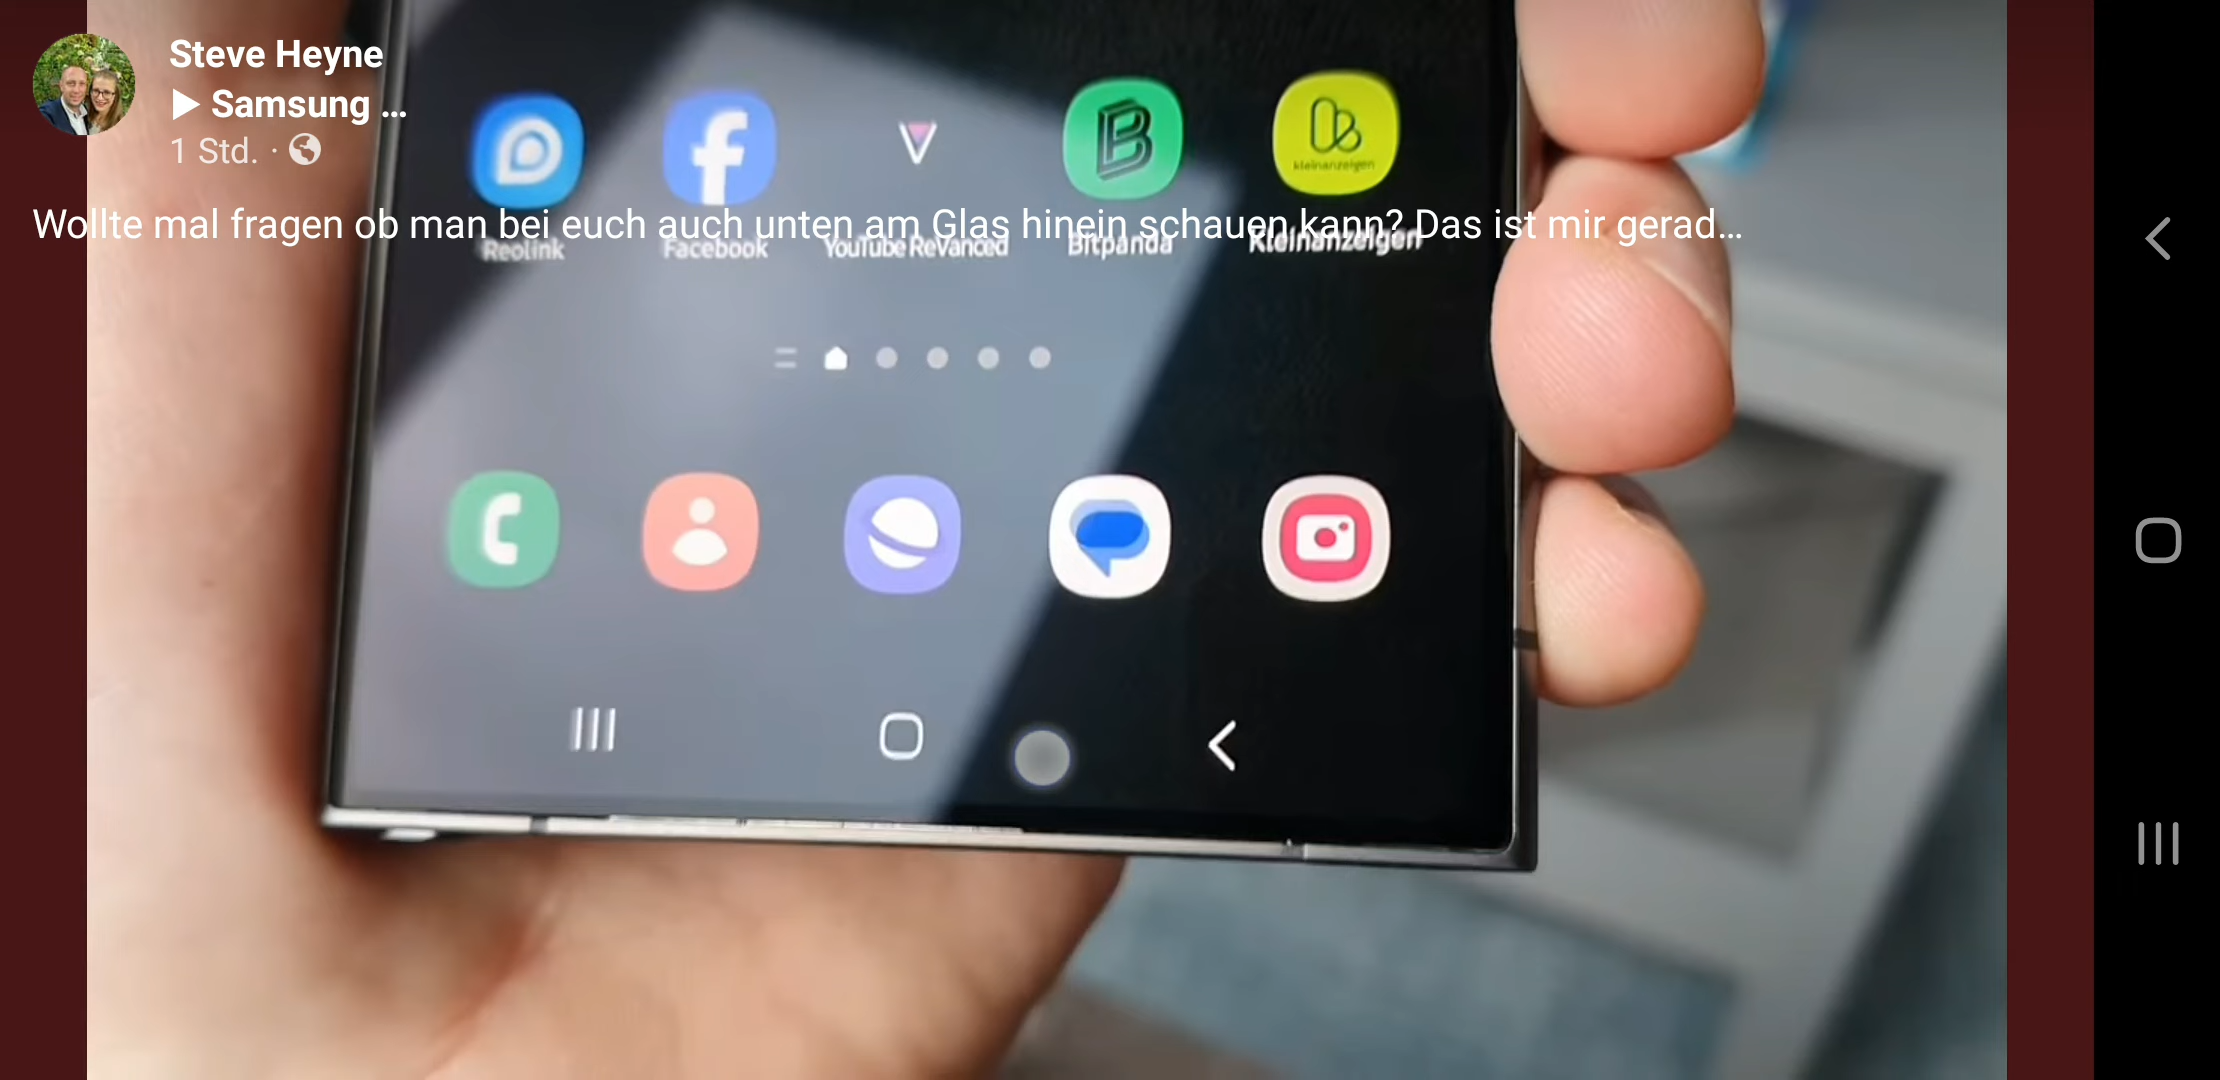 Steve Heyne
▶ Samsung ...
1 Std. ·
Wollte mal fragen ob man bei euch auch unten am Glas hinein schauen kann? Das ist mir gerad...
kleinanzeigen
Reolink
Facebook
YouTube ReVanced
Bitpanda
Kleinanzeigen